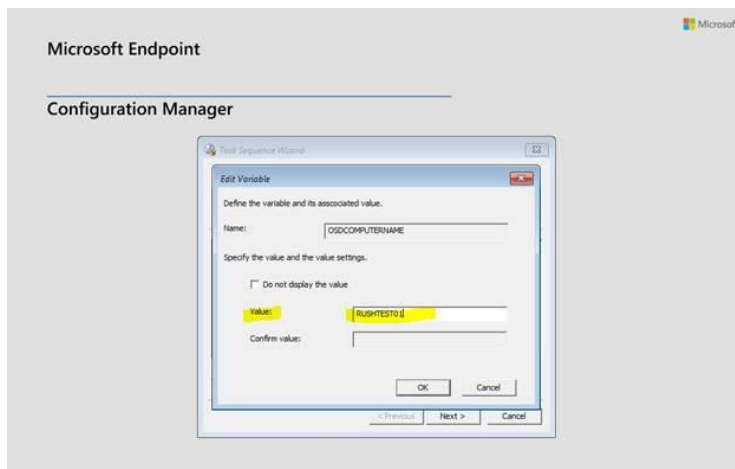 Microsof
Microsoft Endpoint
Configuration Manager
Task Sequence Wizard
Edit Variable
Define the variable and its asscociated value.
Name: OSDCOMPUTERNAME
Specify the value and the value settings.
Do not display the value
Value: RUSHTEST01
Confirm value:
OK Cancel
< Previous Next > Cancel